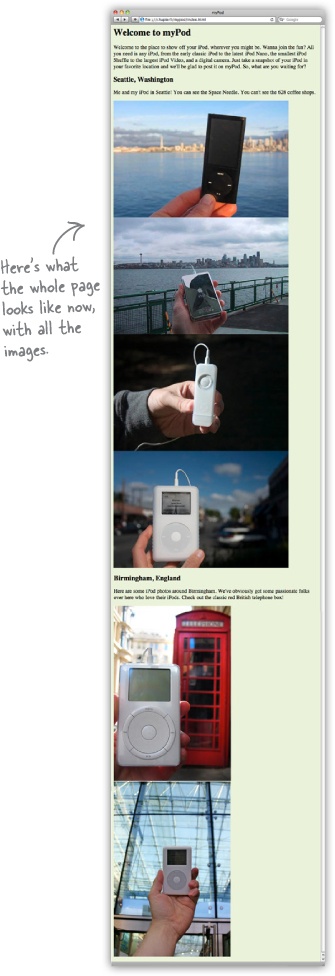 myPod
Google
Welcome to myPod
Welcome to the place to show off your iPod, wherever you might be. Wanna join the fun? All
you need is any iPod, from the early classic iPod to the latest iPod Nano, the smallest iPod
Shuffle to the largest iPod Video, and a digital camera. Just take a snapshot of your iPod in
your favorite location and we'll be glad to post it on myPod. So, what are you waiting for?
Seattle, Washington
Me and my iPod in Seattle! You can see the Space Needle. You can't see the 628 coffee shops.
Here's what
the whole page
looks like now,
with all the
images.
Birmingham, England
Here are some iPod photos around Birmingham. We've obviously got some passionate folks
over here who love their iPods. Check out the classic red British telephone box!
TELEPHONE